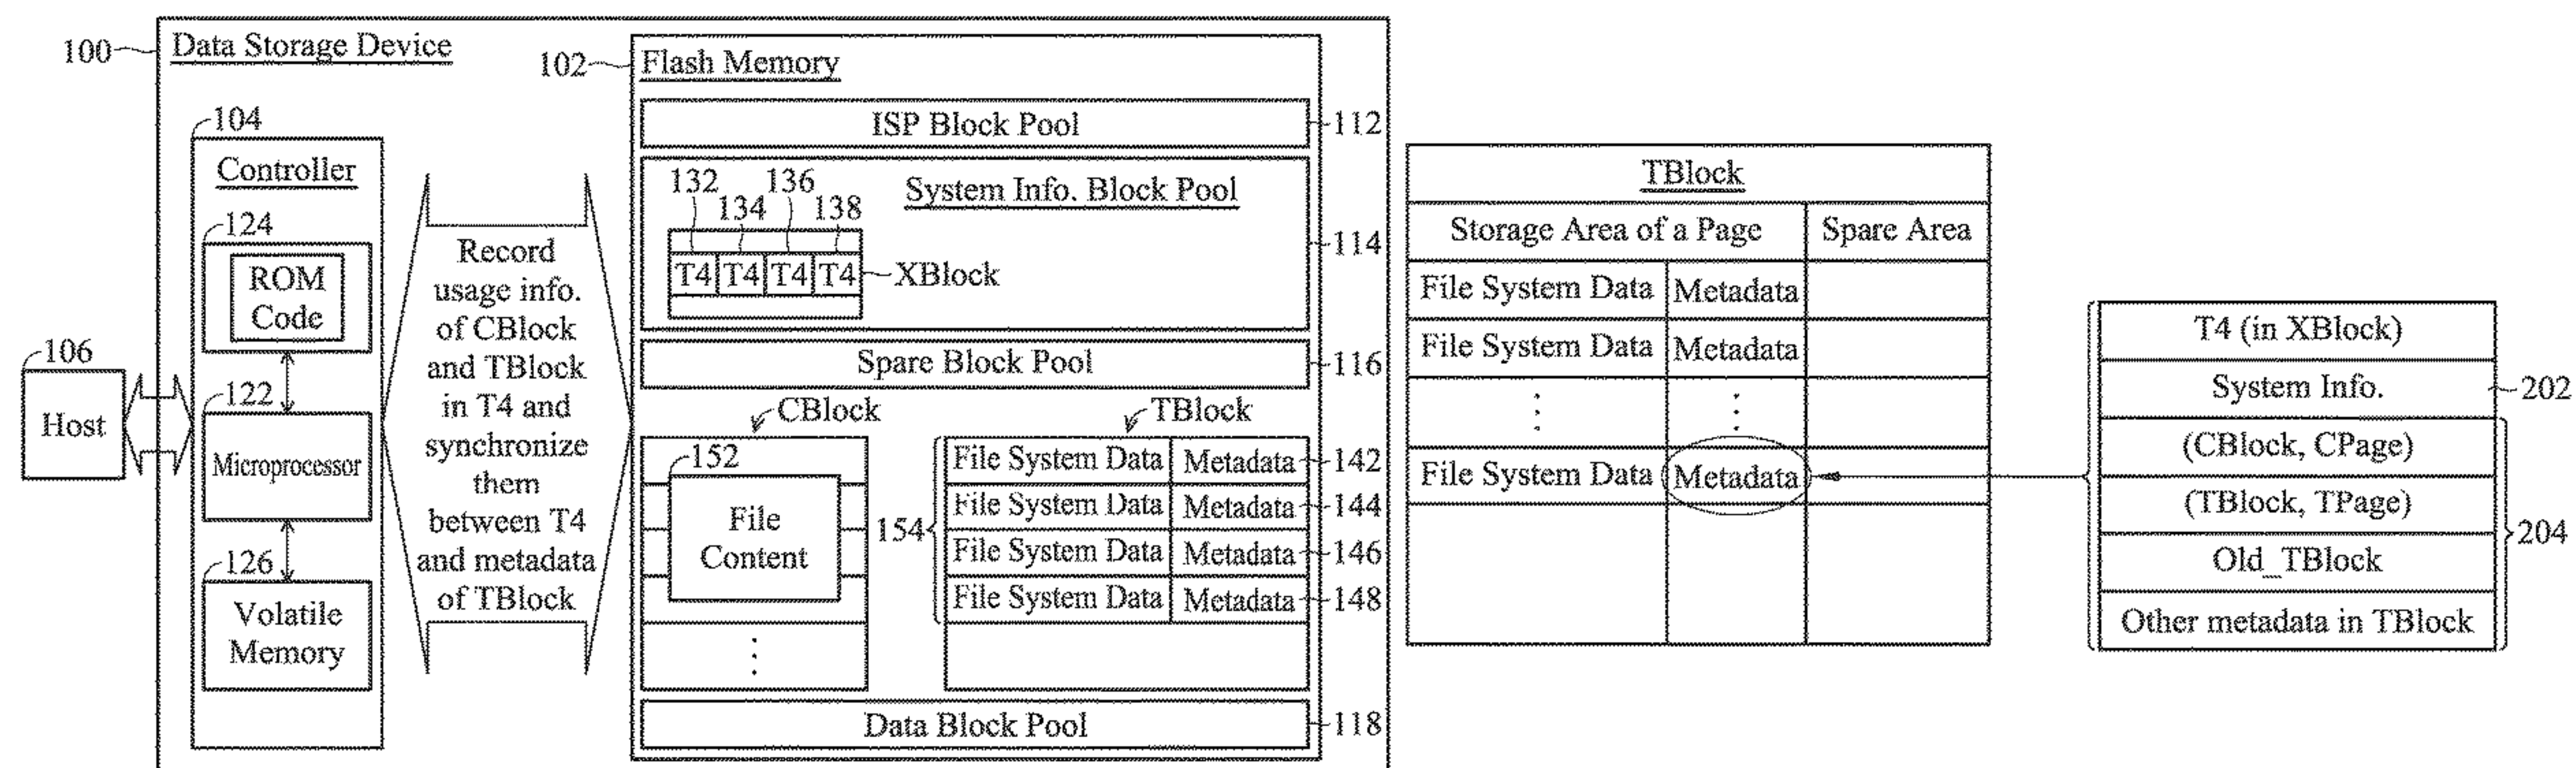 100
Data Storage Device
104
Controller
124
ROM
Code
106
Host
122
Microprocessor
126
Volatile
Memory
Record
usage info.
of CBlock
and TBlock
in T4 and
synchronize
them
between T4
and metadata
of TBlock
102
Flash Memory
ISP Block Pool
112
System Info. Block Pool
114
132
136
134
138
T4 T4 T4 T4
XBlock
Spare Block Pool
116
CBlock
152
File
Content
TBlock
154
File System Data Metadata 142
File System Data Metadata 144
File System Data Metadata 146
File System Data Metadata 148
Data Block Pool
118
TBlock
Storage Area of a Page Spare Area
File System Data Metadata
File System Data Metadata
File System Data Metadata
T4 (in XBlock)
System Info.
202
(CBlock, CPage)
(TBlock, TPage)
204
Old_TBlock
Other metadata in TBlock